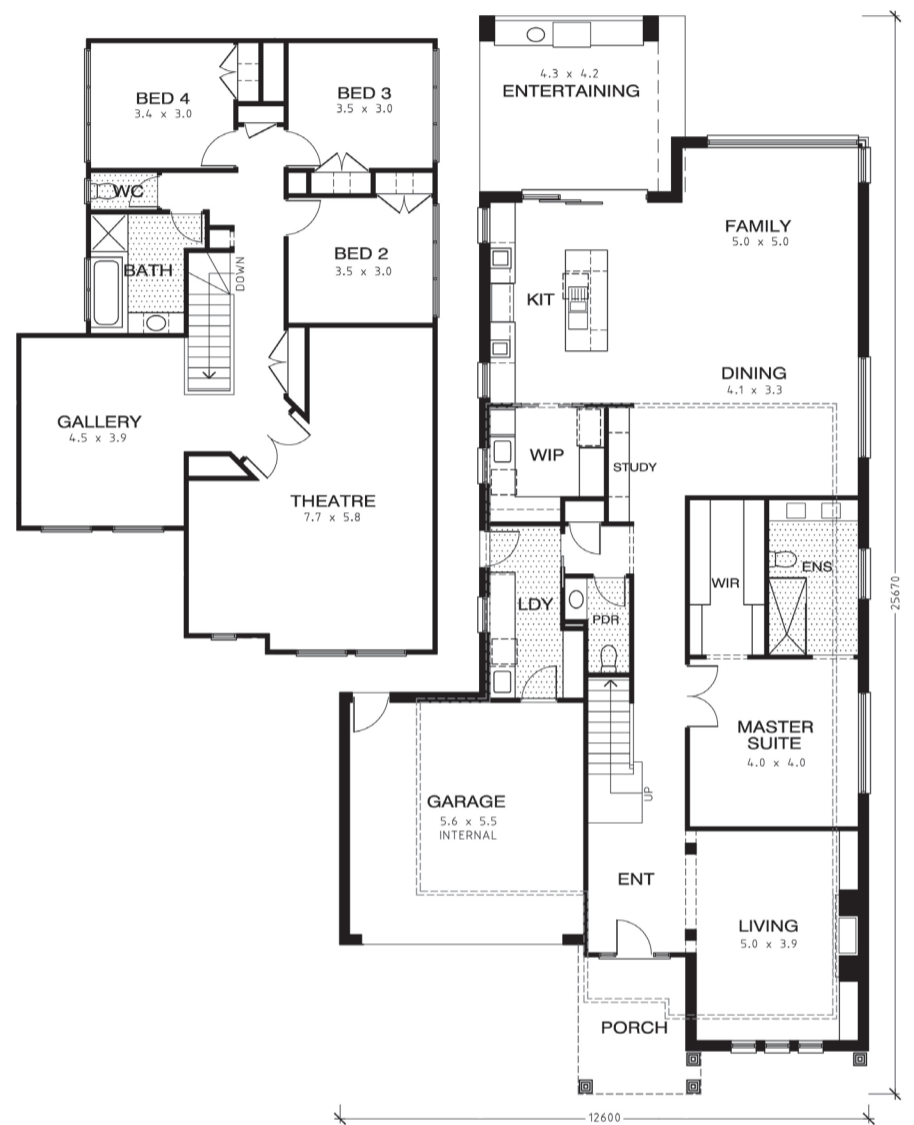 BED 4
3.4 x 3.0
BED 3
3.5 x 3.0
WC
BATH
BED 2
3.5 x 3.0
DOWN
GALLERY
4.5 x 3.9
THEATRE
7.7 x 5.8
4.3 x 4.2
ENTERTAINING
FAMILY
5.0 x 5.0
KIT
DINING
4.1 x 3.3
WIP
STUDY
WIR
ENS
LDY
PDR
MASTER
SUITE
4.0 x 4.0
GARAGE
5.6 x 5.5
INTERNAL
UP
ENT
LIVING
5.0 x 3.9
PORCH
25670
12600